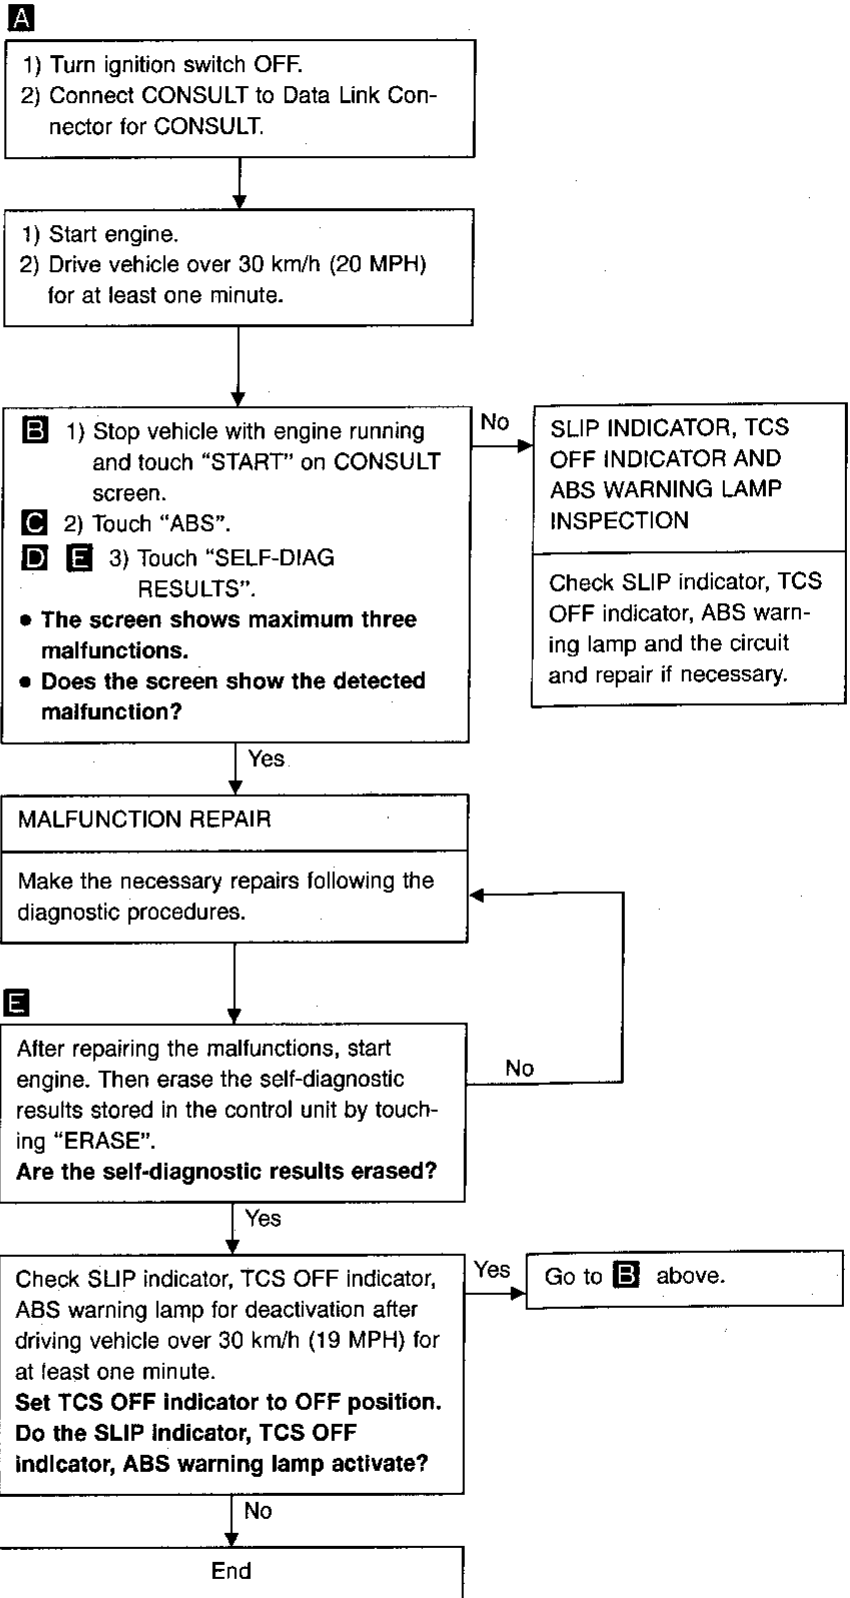 A
1) Turn ignition switch OFF.
2) Connect CONSULT to Data Link Con-
nector for CONSULT.
1) Start engine.
2) Drive vehicle over 30 km/h (20 MPH)
for at least one minute.
B 1) Stop vehicle with engine running
and touch “START” on CONSULT
screen.
C 2) Touch “ABS”.
D E 3) Touch “SELF-DIAG
RESULTS”.
● The screen shows maximum three
malfunctions.
● Does the screen show the detected
malfunction?
No
SLIP INDICATOR, TCS
OFF INDICATOR AND
ABS WARNING LAMP
INSPECTION
Check SLIP indicator, TCS
OFF indicator, ABS warn-
ing lamp and the circuit
and repair if necessary.
Yes
MALFUNCTION REPAIR
Make the necessary repairs following the
diagnostic procedures.
E
After repairing the malfunctions, start
engine. Then erase the self-diagnostic
results stored in the control unit by touch-
ing “ERASE”.
Are the self-diagnostic results erased?
No
Yes
Check SLIP indicator, TCS OFF indicator,
ABS warning lamp for deactivation after
driving vehicle over 30 km/h (19 MPH) for
at least one minute.
Set TCS OFF indicator to OFF position.
Do the SLIP indicator, TCS OFF
indicator, ABS warning lamp activate?
Yes
Go to B above.
No
End